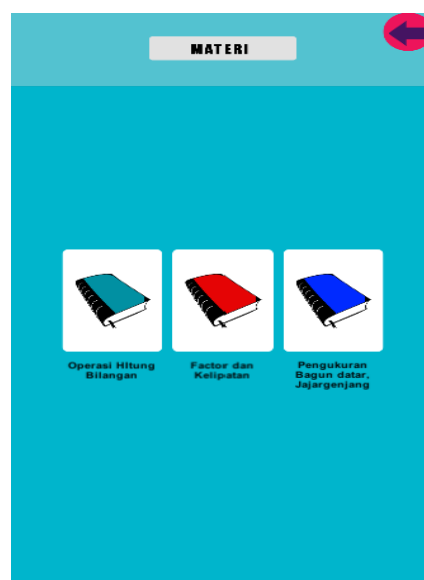 MATERI
Operasi HItung
Bilangan
Factor dan
Kelipatan
Pengukuran
Bagun datar,
Jajargenjang